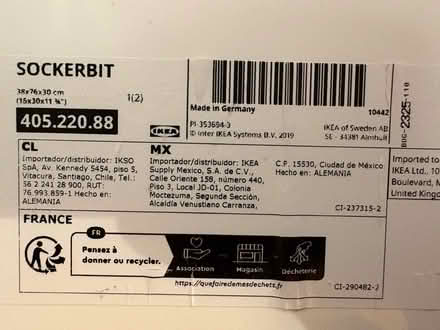 SOCKERBIT
38x76x30 cm
(15x30x11 ¾")
1(2)
405.220.88
IKEA
Made in Germany
PI-353694-3
© Inter IKEA Systems B.V. 2019
10442
IKEA of Sweden AB
SE - 34381 Älmhult
BOG-2325-110
CL
Importador/distribuidor: IKSO
SpA, Av. Kennedy 5454, piso 5,
Vitacura, Santiago, Chile, Tel.:
56 2 241 28 900, RUT:
76.993.859-1 Hecho en:
ALEMANIA
MX
Importador/distribuidor: IKEA
Supply Mexico, S.A. de C.V.,
Calle Oriente 158, número 440,
Piso 3, Local JD-01, Colonia
Moctezuma, Segunda Sección,
Alcaldía Venustiano Carranza,
C.P. 15530, Ciudad de México
Hecho en: ALEMANIA
CI-237315-2
Imported to
IKEA Ltd., 10
Boulevard, M
United Kingd
FRANCE
FR
Pensez à
donner ou recycler.
Association
Magasin
Déchèterie
https://quefairedemesdechets.fr
CI-290482-2